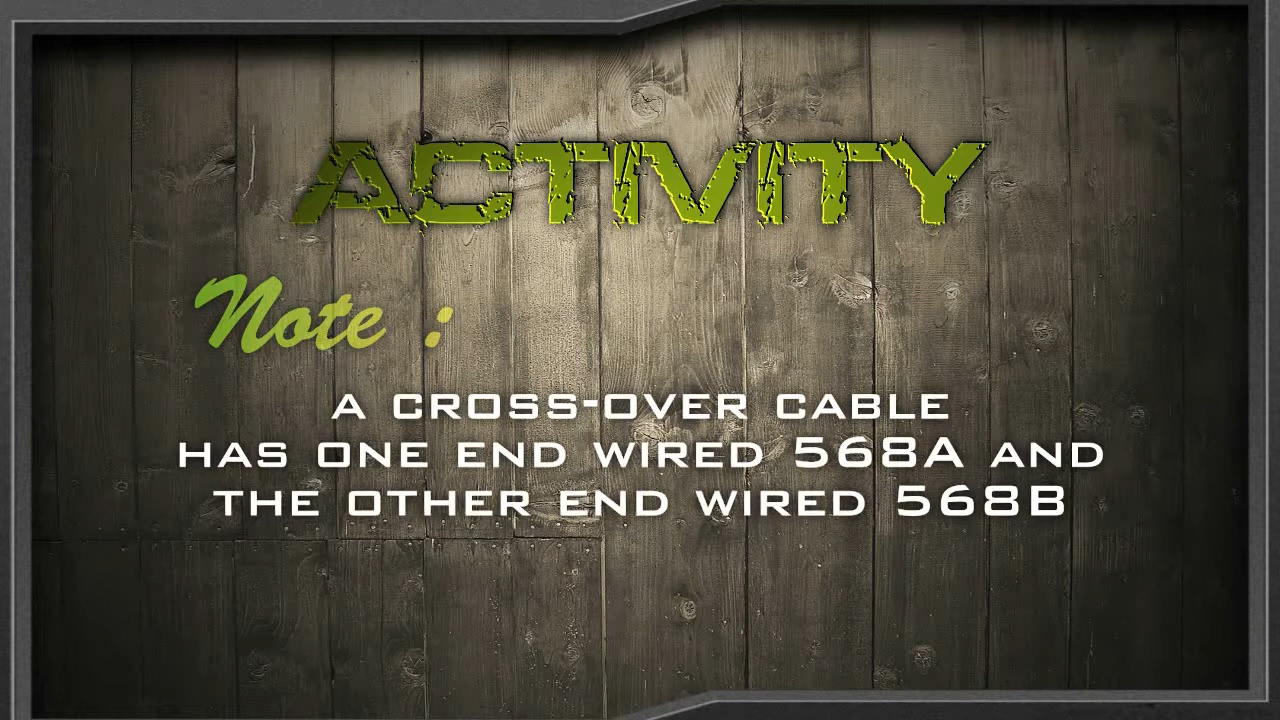 ACTIVITY
Note :
A CROSS-OVER CABLE
HAS ONE END WIRED 568A AND
THE OTHER END WIRED 568B